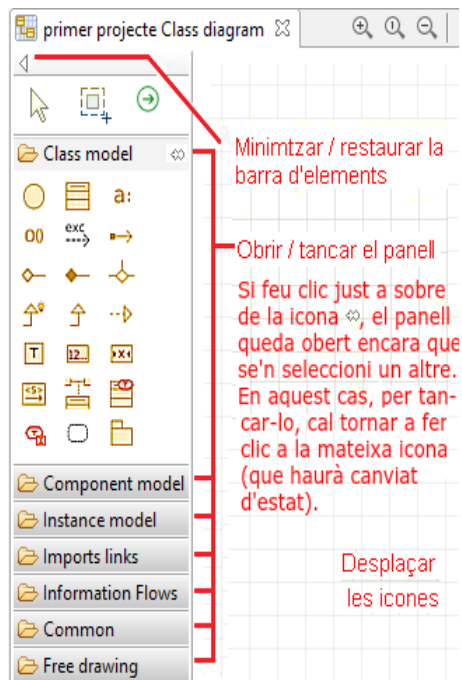 primer projecte Class diagram
Minimtzar / restaurar la
barra d'elements
Class model
a:
exc
Obrir / tancar el panell
Si feu clic just a sobre
de la icona , el panell
queda obert encara que
se'n seleccioni un altre.
En aquest cas, per tan-
car-lo, cal tornar a fer
clic a la mateixa icona
(que haurà canviat
d'estat).
T
12...
<S>
Component model
Instance model
Imports links
Information Flows
Common
Free drawing
Desplaçar
les icones